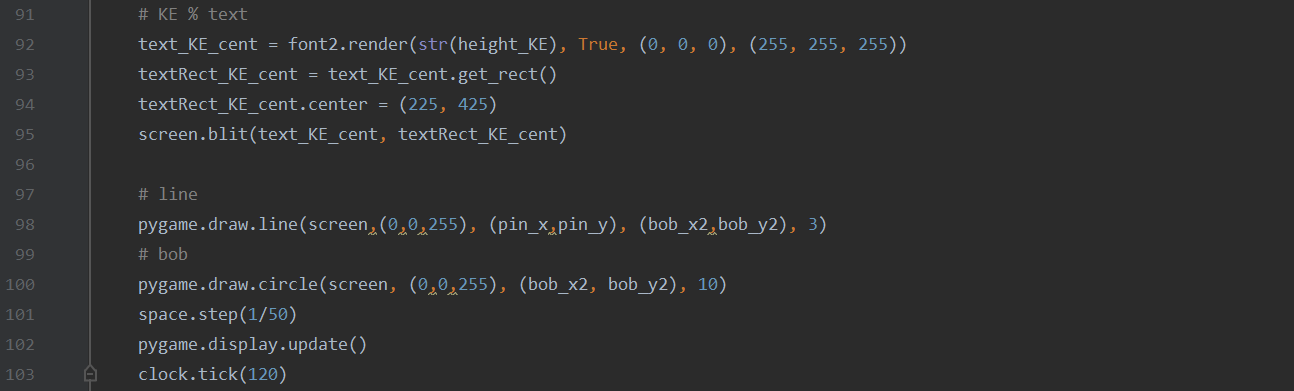 91 # KE % text
92 text_KE_cent = font2.render(str(height_KE), True, (0, 0, 0), (255, 255, 255))
93 textRect_KE_cent = text_KE_cent.get_rect()
94 textRect_KE_cent.center = (225, 425)
95 screen.blit(text_KE_cent, textRect_KE_cent)
96
97 # line
98 pygame.draw.line(screen,(0,0,255), (pin_x,pin_y), (bob_x2,bob_y2), 3)
99 # bob
100 pygame.draw.circle(screen, (0,0,255), (bob_x2, bob_y2), 10)
101 space.step(1/50)
102 pygame.display.update()
103 clock.tick(120)